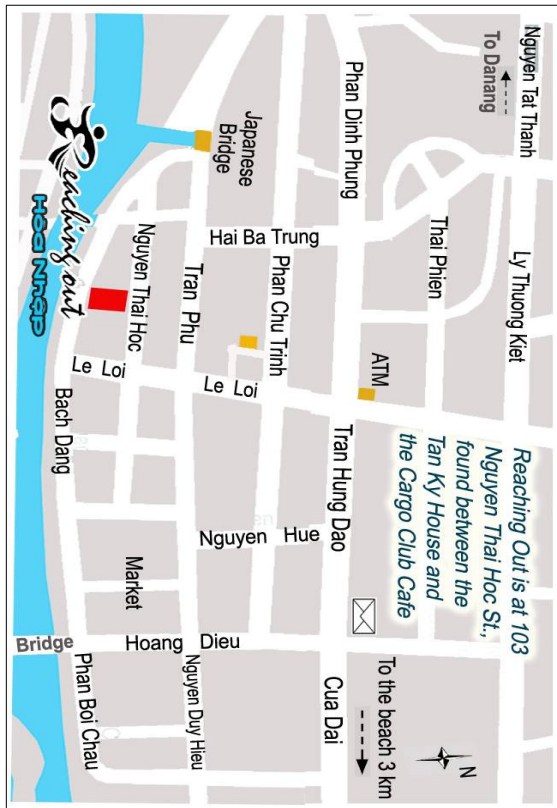 Nguyen Tat Thanh
To Danang
Phan Dinh Phung
Japanese
Bridge
Ly Thuong Kiet
Thai Phien
Hai Ba Trung
Phan Chu Trinh
Tran Phu
Nguyen Thai Hoc
Reaching out
Hòa Nhập
ATM
Le Loi
Le Loi
Bach Dang
Tran Hung Dao
Reaching Out is at 103
Nguyen Thai Hoc St.,
found between the
Tan Ky House and
the Cargo Club Cafe
Nguyen Hue
Market
Hoang Dieu
Bridge
Phan Boi Chau
Nguyen Duy Hieu
Cua Dai
To the beach 3 km
N